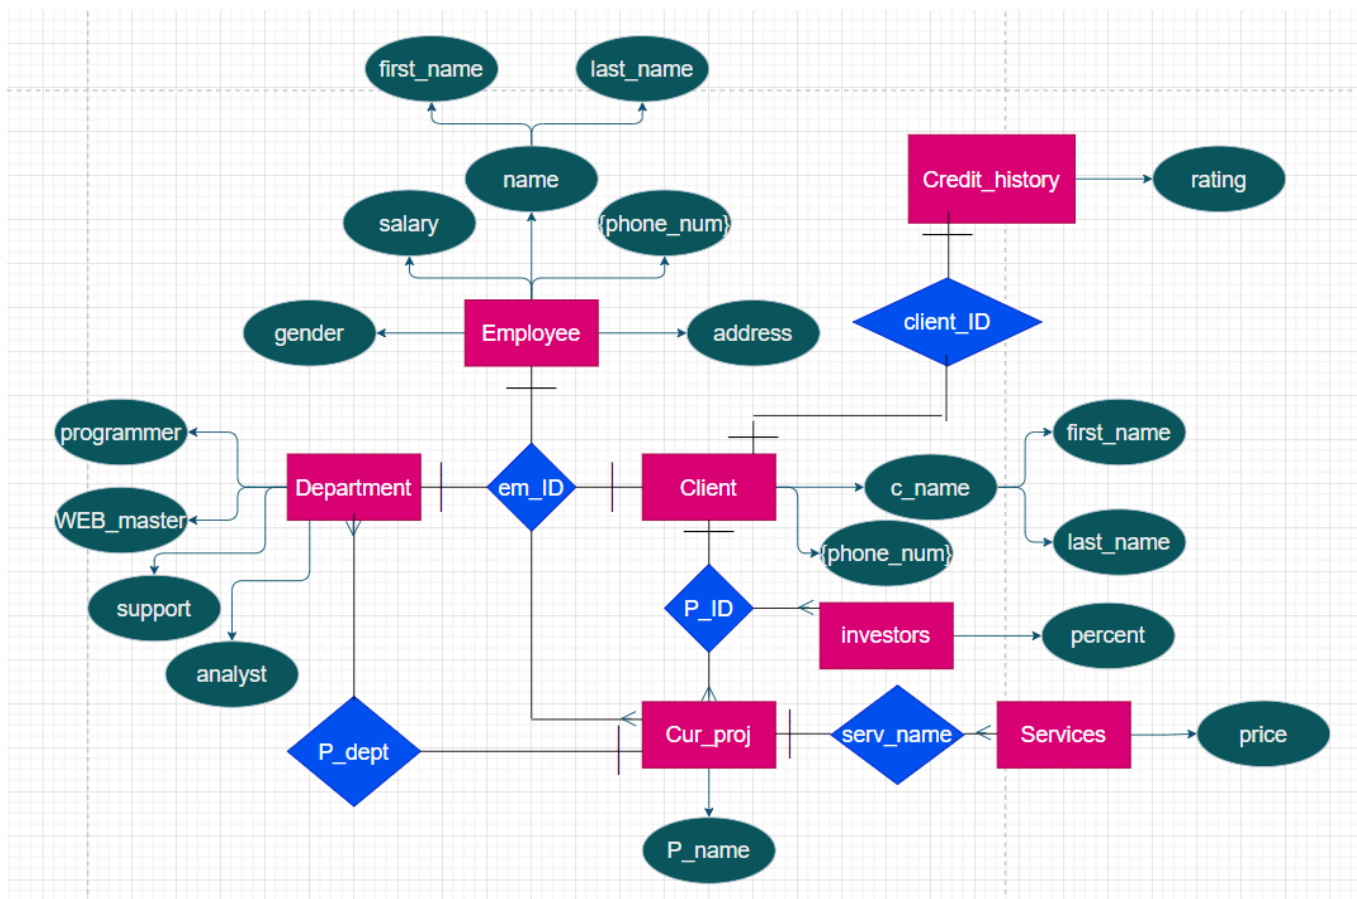 first_name
last_name
name
Credit_history
rating
salary
{phone_num}
client_ID
gender
Employee
address
programmer
first_name
Department
em_ID
Client
c_name
WEB_master
last_name
{phone_num}
support
P_ID
investors
percent
analyst
P_dept
Cur_proj
serv_name
Services
price
P_name